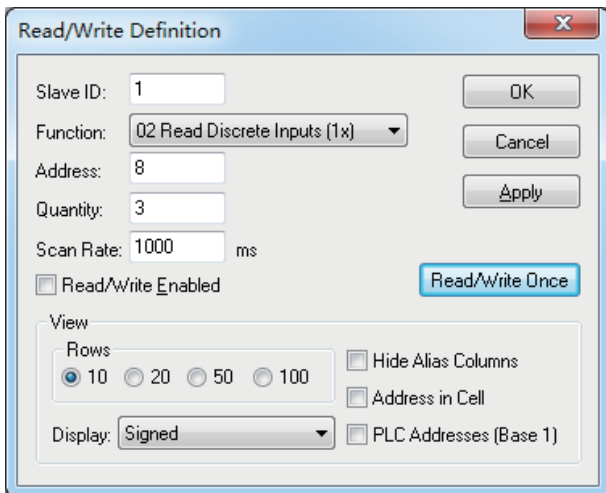 Read/Write Definition
Slave ID: 1
OK
Function: 02 Read Discrete Inputs (1x)
Cancel
Address: 8
Apply
Quantity: 3
Scan Rate: 1000 ms
Read/Write Enabled
Read/Write Once
View
Rows
10 20 50 100
Hide Alias Columns
Address in Cell
Display: Signed
PLC Addresses (Base 1)